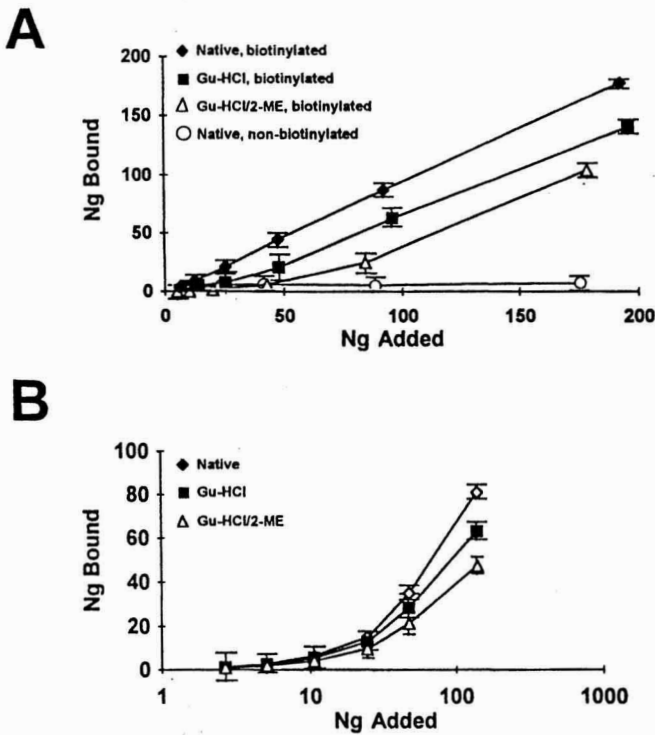 A
Native, biotinylated
Gu-HCl, biotinylated
Gu-HCl/2-ME, biotinylated
Native, non-biotinylated
200
150
100
50
0
Ng Bound
0 50 100 150 200
Ng Added
B
Native
Gu-HCl
Gu-HCl/2-ME
100
80
60
40
20
0
Ng Bound
1 10 100 1000
Ng Added